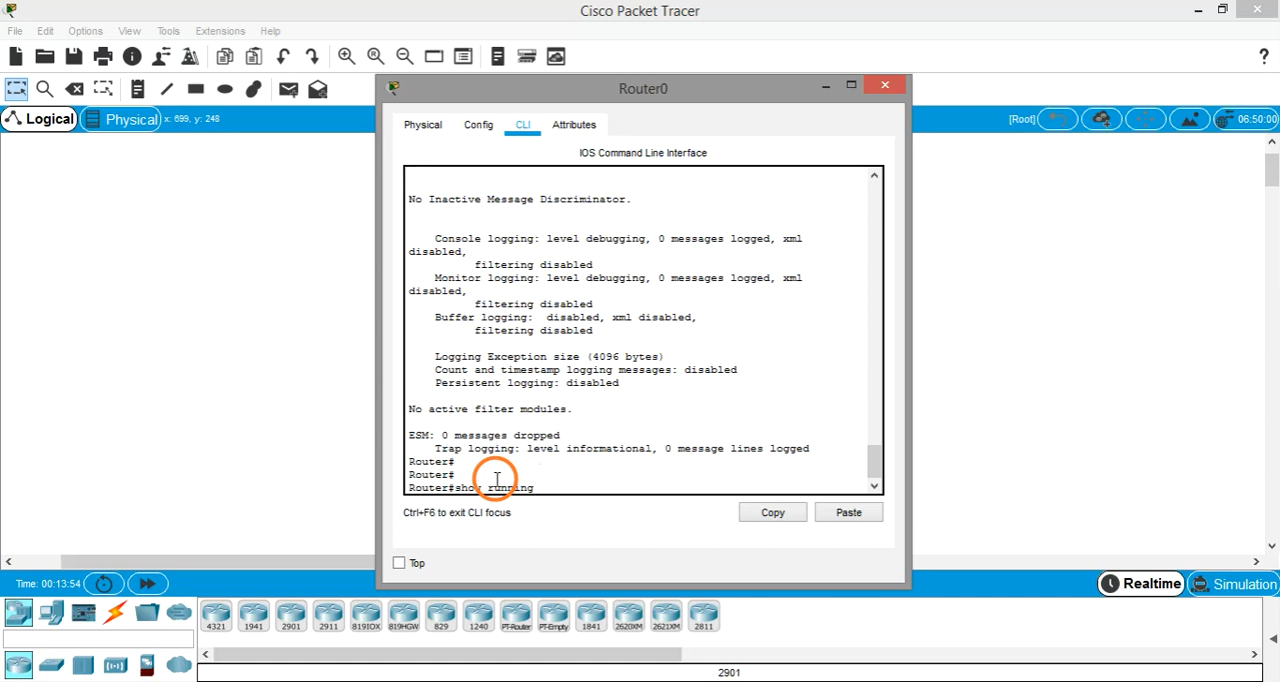 Cisco Packet Tracer
File Edit Options View Tools Extensions Help
?
Logical Physical x: 699, y: 248
[Root] 06:50:00
Router0
Physical Config CLI Attributes
IOS Command Line Interface
No Inactive Message Discriminator.
Console logging: level debugging, 0 messages logged, xml
disabled,
filtering disabled
Monitor logging: level debugging, 0 messages logged, xml
disabled,
filtering disabled
Buffer logging: disabled, xml disabled,
filtering disabled
Logging Exception size (4096 bytes)
Count and timestamp logging messages: disabled
Persistent logging: disabled
No active filter modules.
ESM: 0 messages dropped
Trap logging: level informational, 0 message lines logged
Router#
Router#
Router#show running
Ctrl+F6 to exit CLI focus
Copy Paste
Top
Time: 00:13:54
Realtime Simulation
4321 1941 2901 2911 819IOX 819HGW 829 1240 PT-Router PT-Empty 1841 2620XM 2621XM 2811
2901